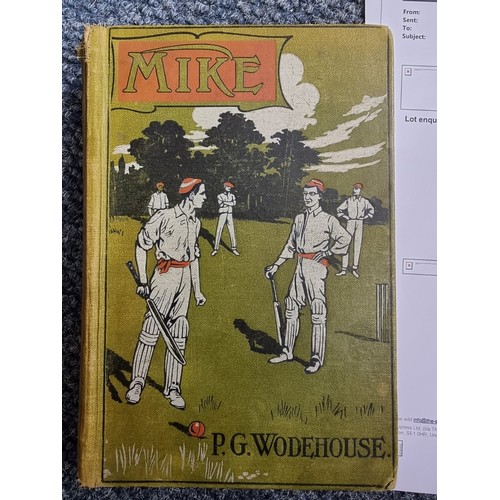 MIKE
P. G. WODEHOUSE.
From:
Sent:
To:
Subject:
Lot enqu